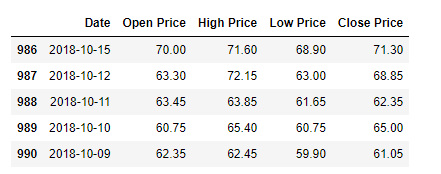 Date Open Price High Price Low Price Close Price
986 2018-10-15 70.00 71.60 68.90 71.30
987 2018-10-12 63.30 72.15 63.00 68.85
988 2018-10-11 63.45 63.85 61.65 62.35
989 2018-10-10 60.75 65.40 60.75 65.00
990 2018-10-09 62.35 62.45 59.90 61.05